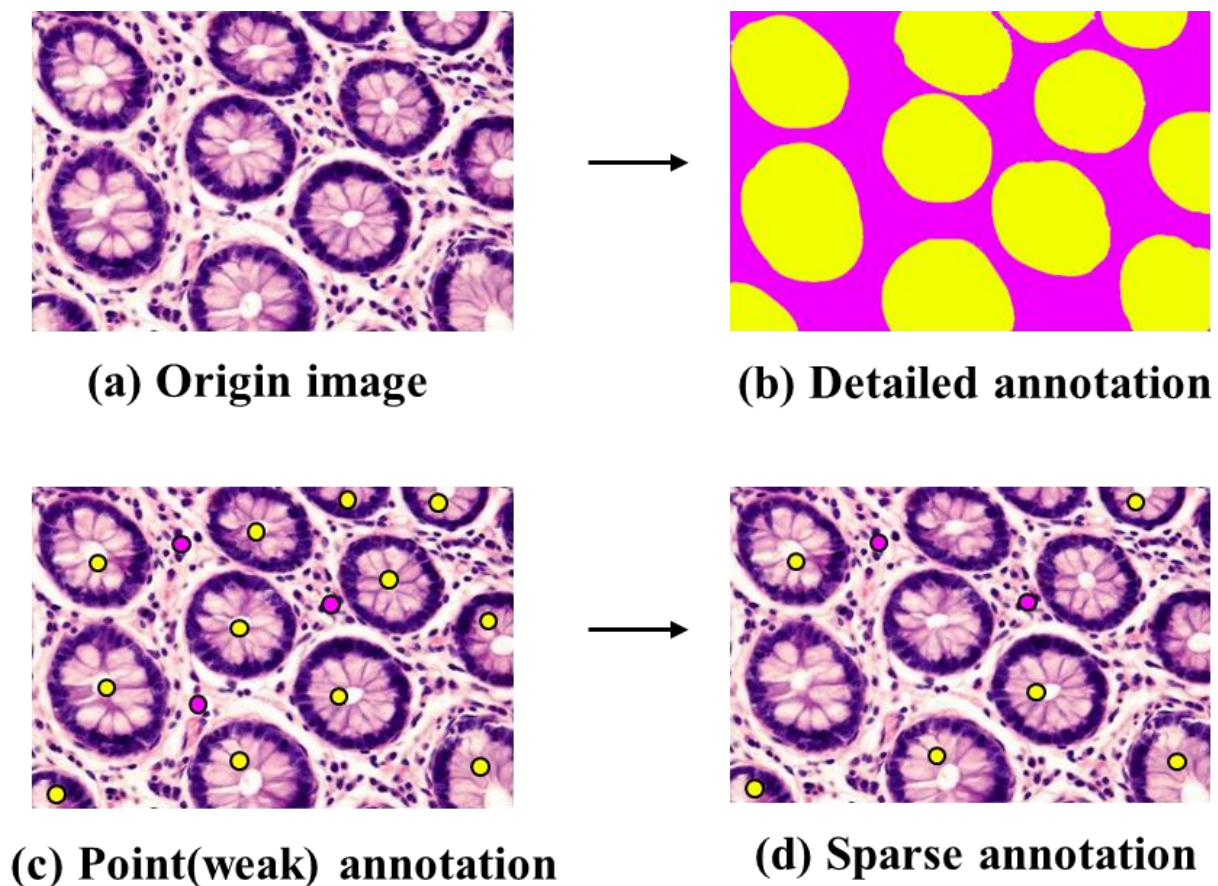 (a) Origin image
(b) Detailed annotation
(c) Point(weak) annotation
(d) Sparse annotation